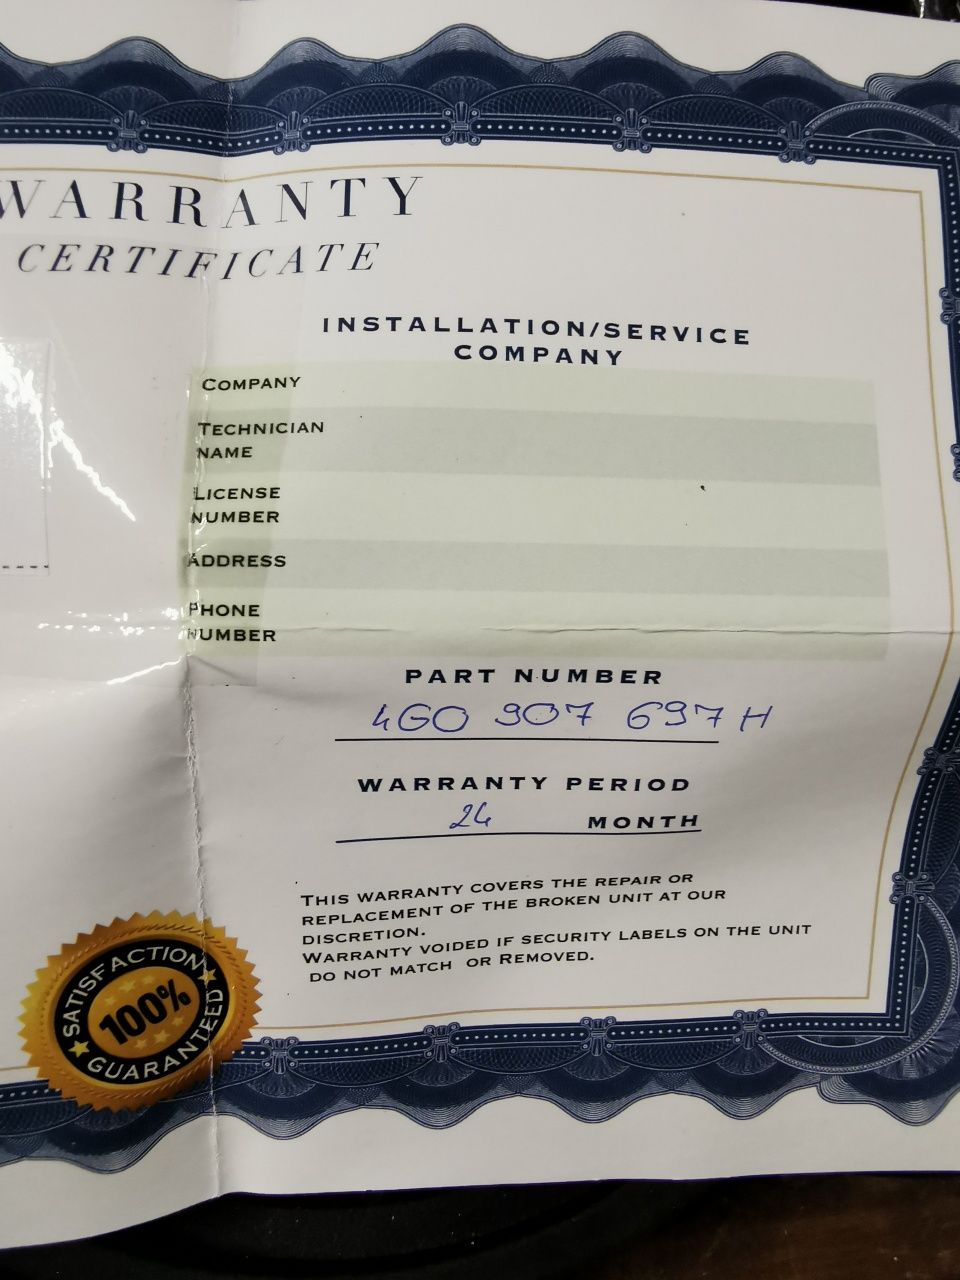 WARRANTY
CERTIFICATE
INSTALLATION/SERVICE
COMPANY
COMPANY
TECHNICIAN
NAME
LICENSE
NUMBER
ADDRESS
PHONE
NUMBER
PART NUMBER
4G0 907 697 H
WARRANTY PERIOD
24 MONTH
THIS WARRANTY COVERS THE REPAIR OR
REPLACEMENT OF THE BROKEN UNIT AT OUR
DISCRETION.
WARRANTY VOIDED IF SECURITY LABELS ON THE UNIT
DO NOT MATCH OR REMOVED.
SATISFACTION
100%
GUARANTEED